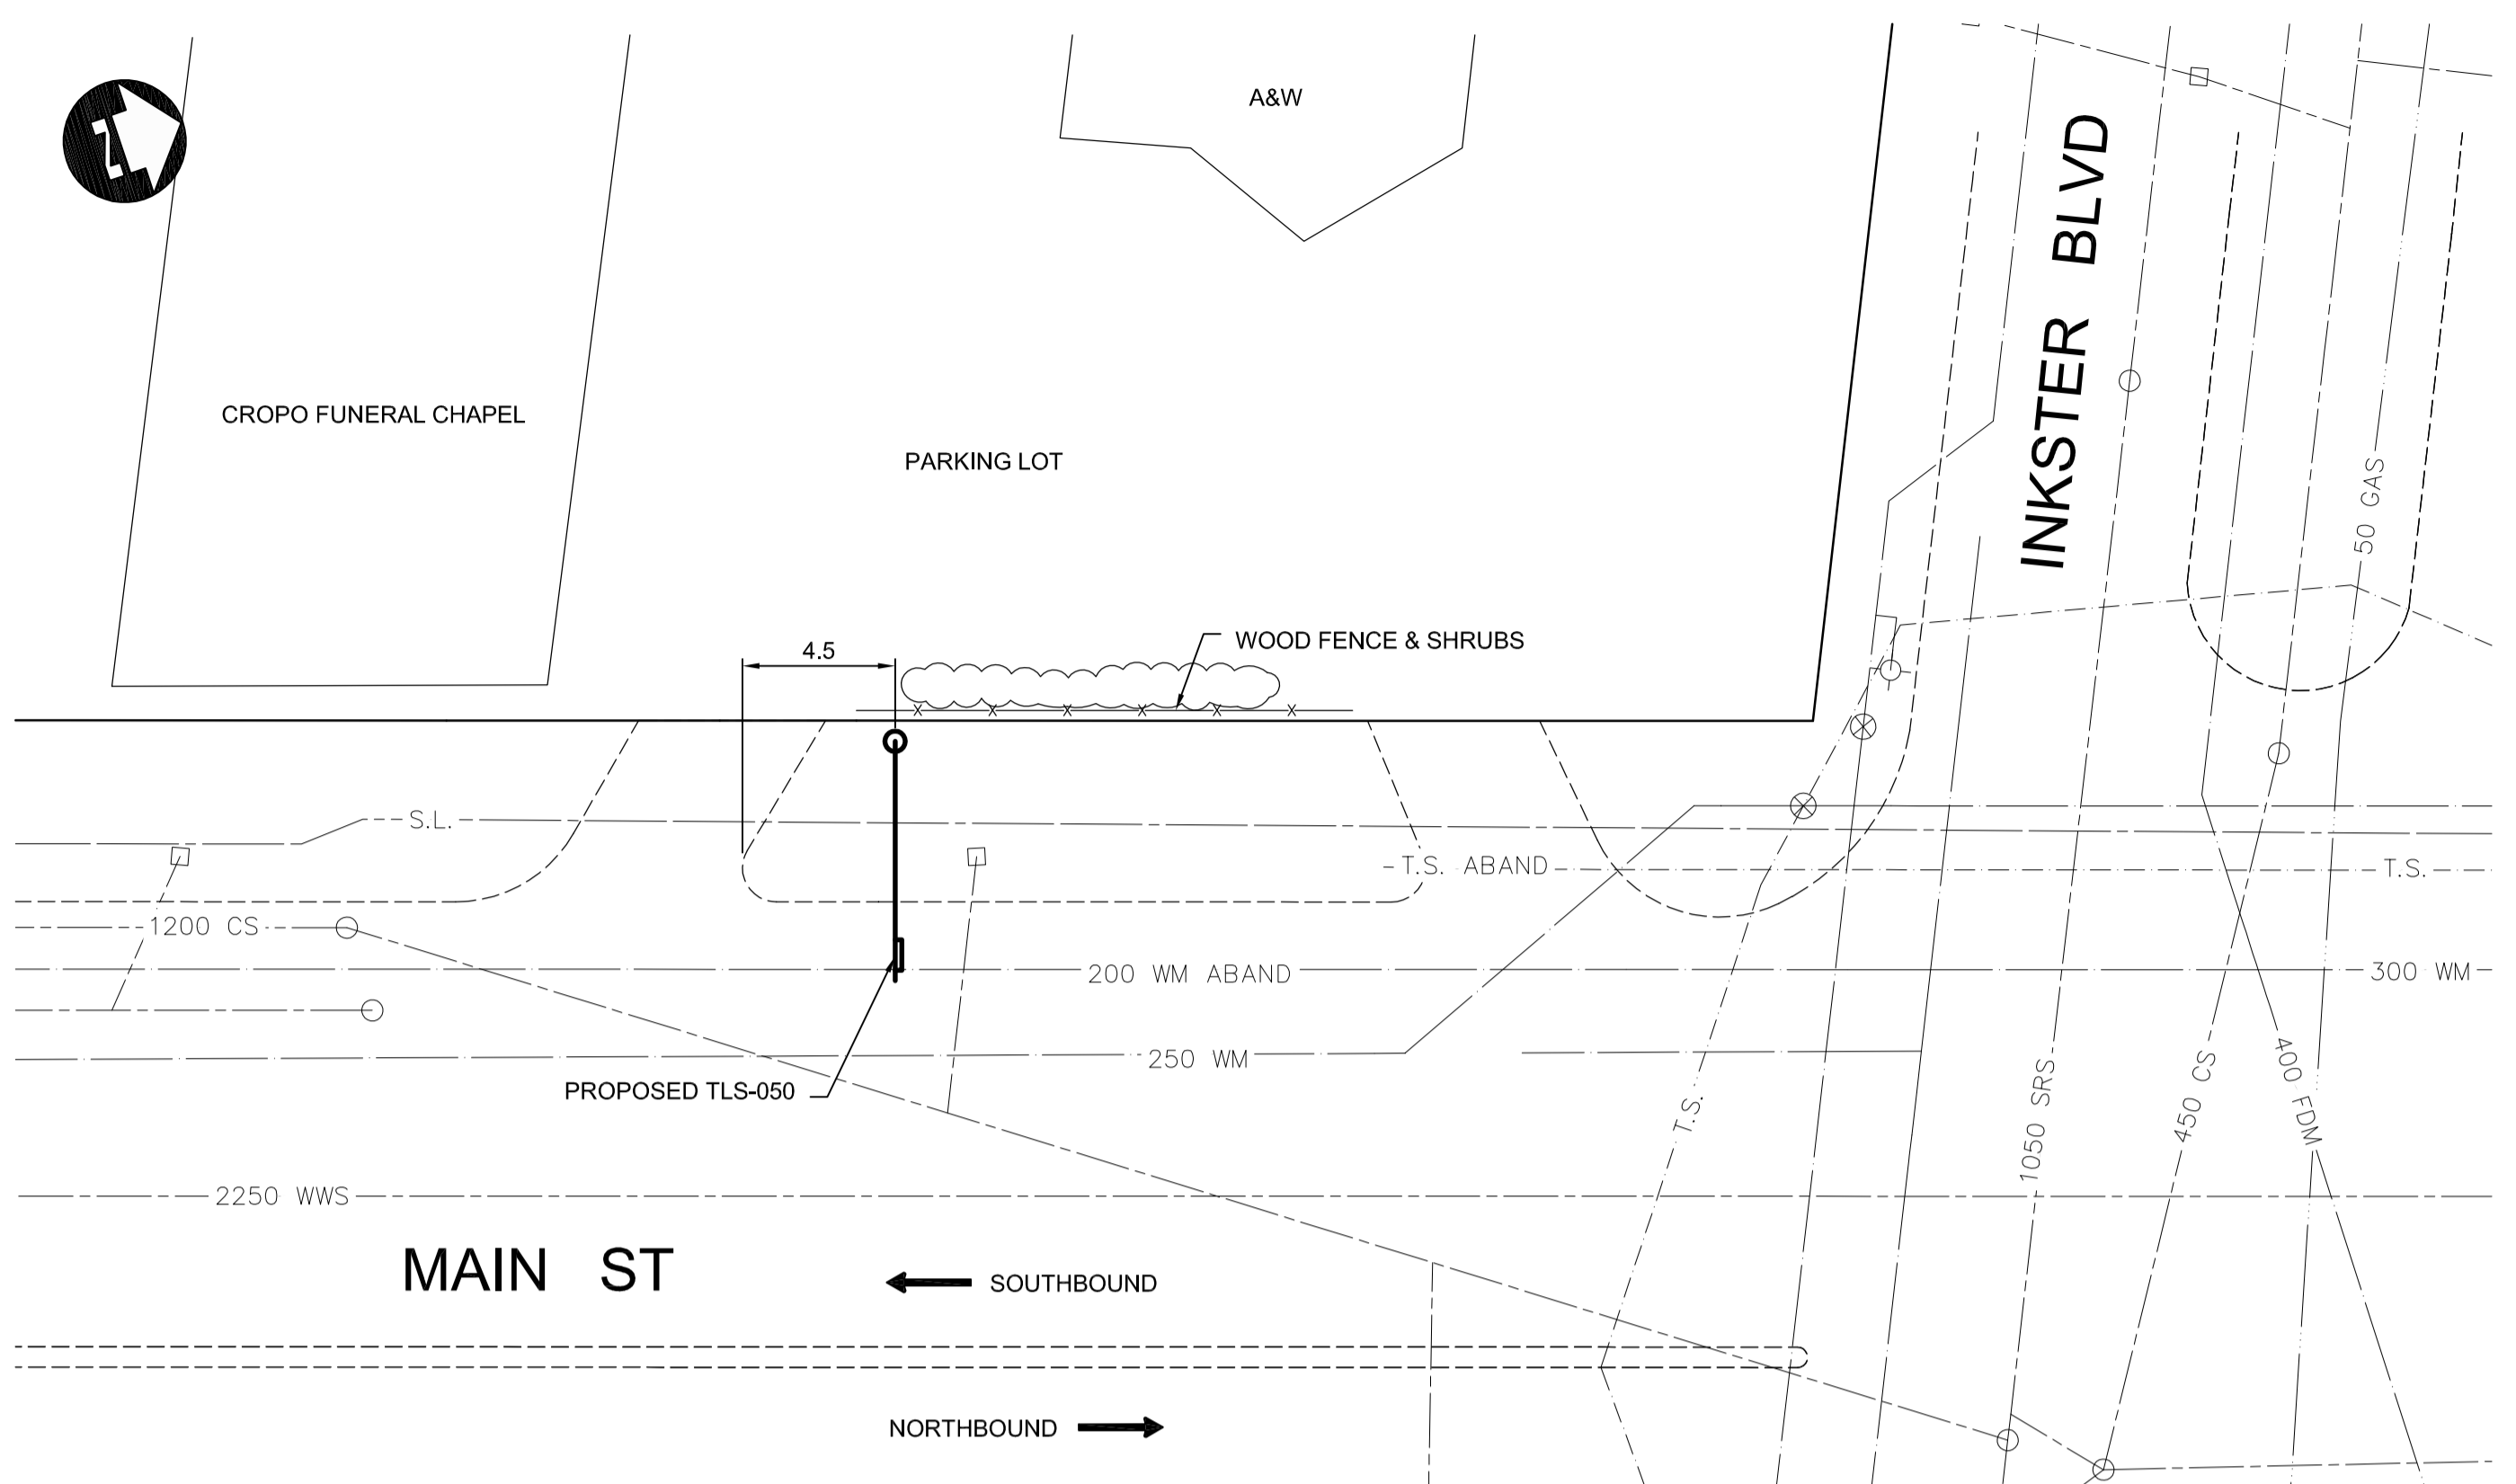 A&W
N
INKSTER BLVD
CROPO FUNERAL CHAPEL
PARKING LOT
50 GAS
4.5
WOOD FENCE & SHRUBS
S.L.
T.S. ABAND
T.S.
1200 CS
200 WM ABAND
300 WM
250 WM
PROPOSED TLS-050
T.S.
1050 SRS
450 CS
400 FDM
2250 WWS
MAIN ST
SOUTHBOUND
NORTHBOUND